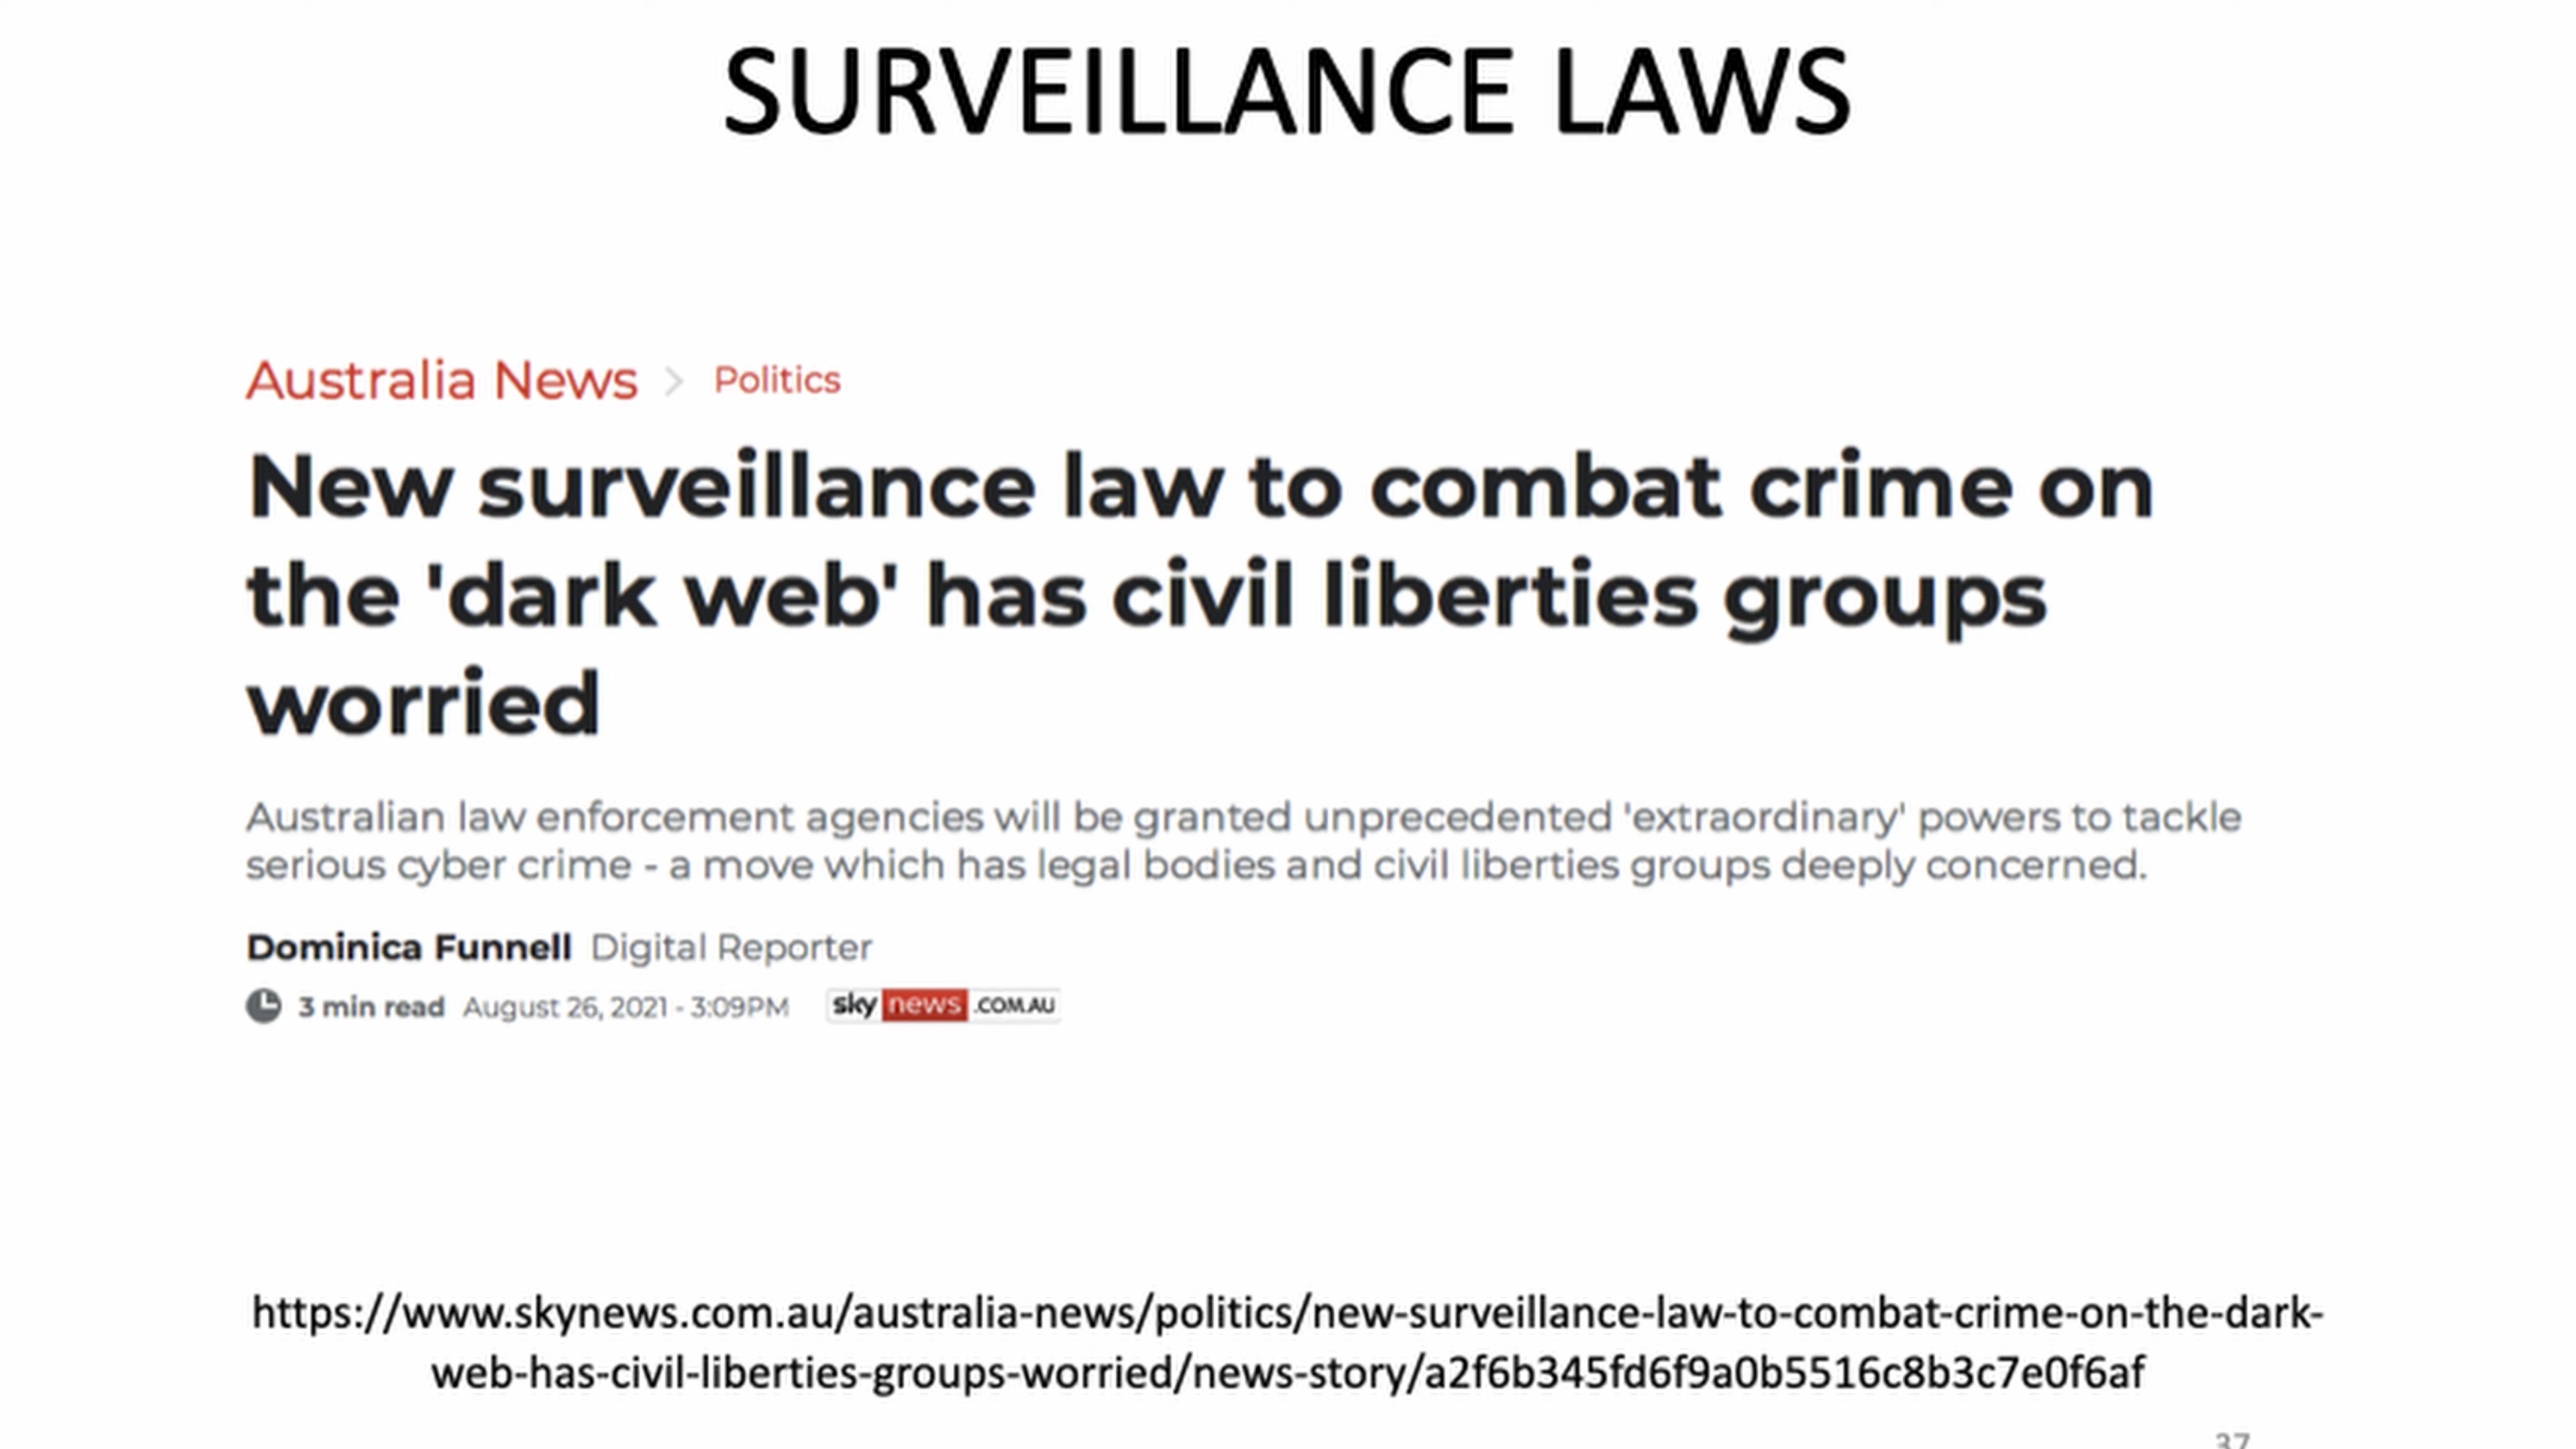 SURVEILLANCE LAWS
Australia News > Politics
New surveillance law to combat crime on
the 'dark web' has civil liberties groups
worried
Australian law enforcement agencies will be granted unprecedented 'extraordinary' powers to tackle
serious cyber crime - a move which has legal bodies and civil liberties groups deeply concerned.
Dominica Funnell Digital Reporter
3 min read August 26, 2021 - 3:09PM sky news .COM.AU
https://www.skynews.com.au/australia-news/politics/new-surveillance-law-to-combat-crime-on-the-dark-
web-has-civil-liberties-groups-worried/news-story/a2f6b345fd6f9a0b5516c8b3c7e0f6af
37